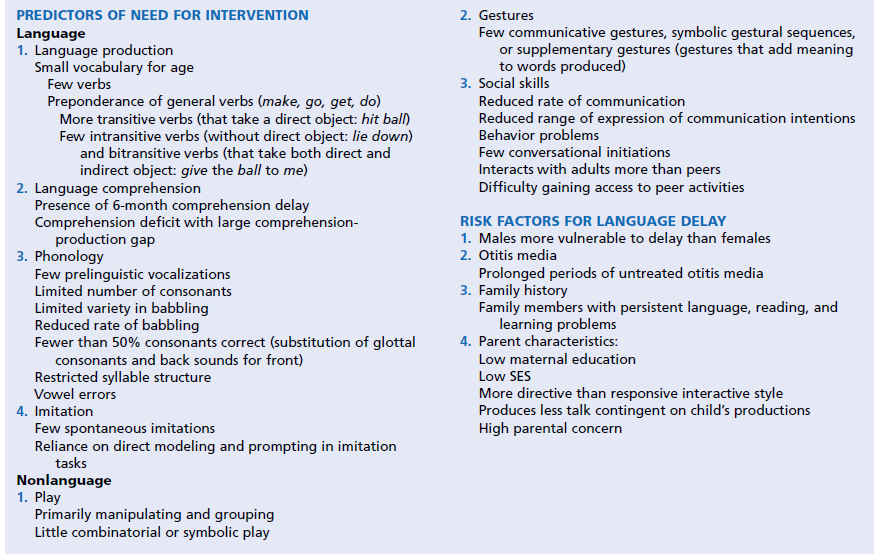 PREDICTORS OF NEED FOR INTERVENTION
Language
1. Language production
Small vocabulary for age
Few verbs
Preponderance of general verbs (make, go, get, do)
More transitive verbs (that take a direct object: hit ball)
Few intransitive verbs (without direct object: lie down)
and bitransitive verbs (that take both direct and
indirect object: give the ball to me)
2. Language comprehension
Presence of 6-month comprehension delay
Comprehension deficit with large comprehension-
production gap
3. Phonology
Few prelinguistic vocalizations
Limited number of consonants
Limited variety in babbling
Reduced rate of babbling
Fewer than 50% consonants correct (substitution of glottal
consonants and back sounds for front)
Restricted syllable structure
Vowel errors
4. Imitation
Few spontaneous imitations
Reliance on direct modeling and prompting in imitation
tasks
Nonlanguage
1. Play
Primarily manipulating and grouping
Little combinatorial or symbolic play
2. Gestures
Few communicative gestures, symbolic gestural sequences,
or supplementary gestures (gestures that add meaning
to words produced)
3. Social skills
Reduced rate of communication
Reduced range of expression of communication intentions
Behavior problems
Few conversational initiations
Interacts with adults more than peers
Difficulty gaining access to peer activities
RISK FACTORS FOR LANGUAGE DELAY
1. Males more vulnerable to delay than females
2. Otitis media
Prolonged periods of untreated otitis media
3. Family history
Family members with persistent language, reading, and
learning problems
4. Parent characteristics:
Low maternal education
Low SES
More directive than responsive interactive style
Produces less talk contingent on child's productions
High parental concern